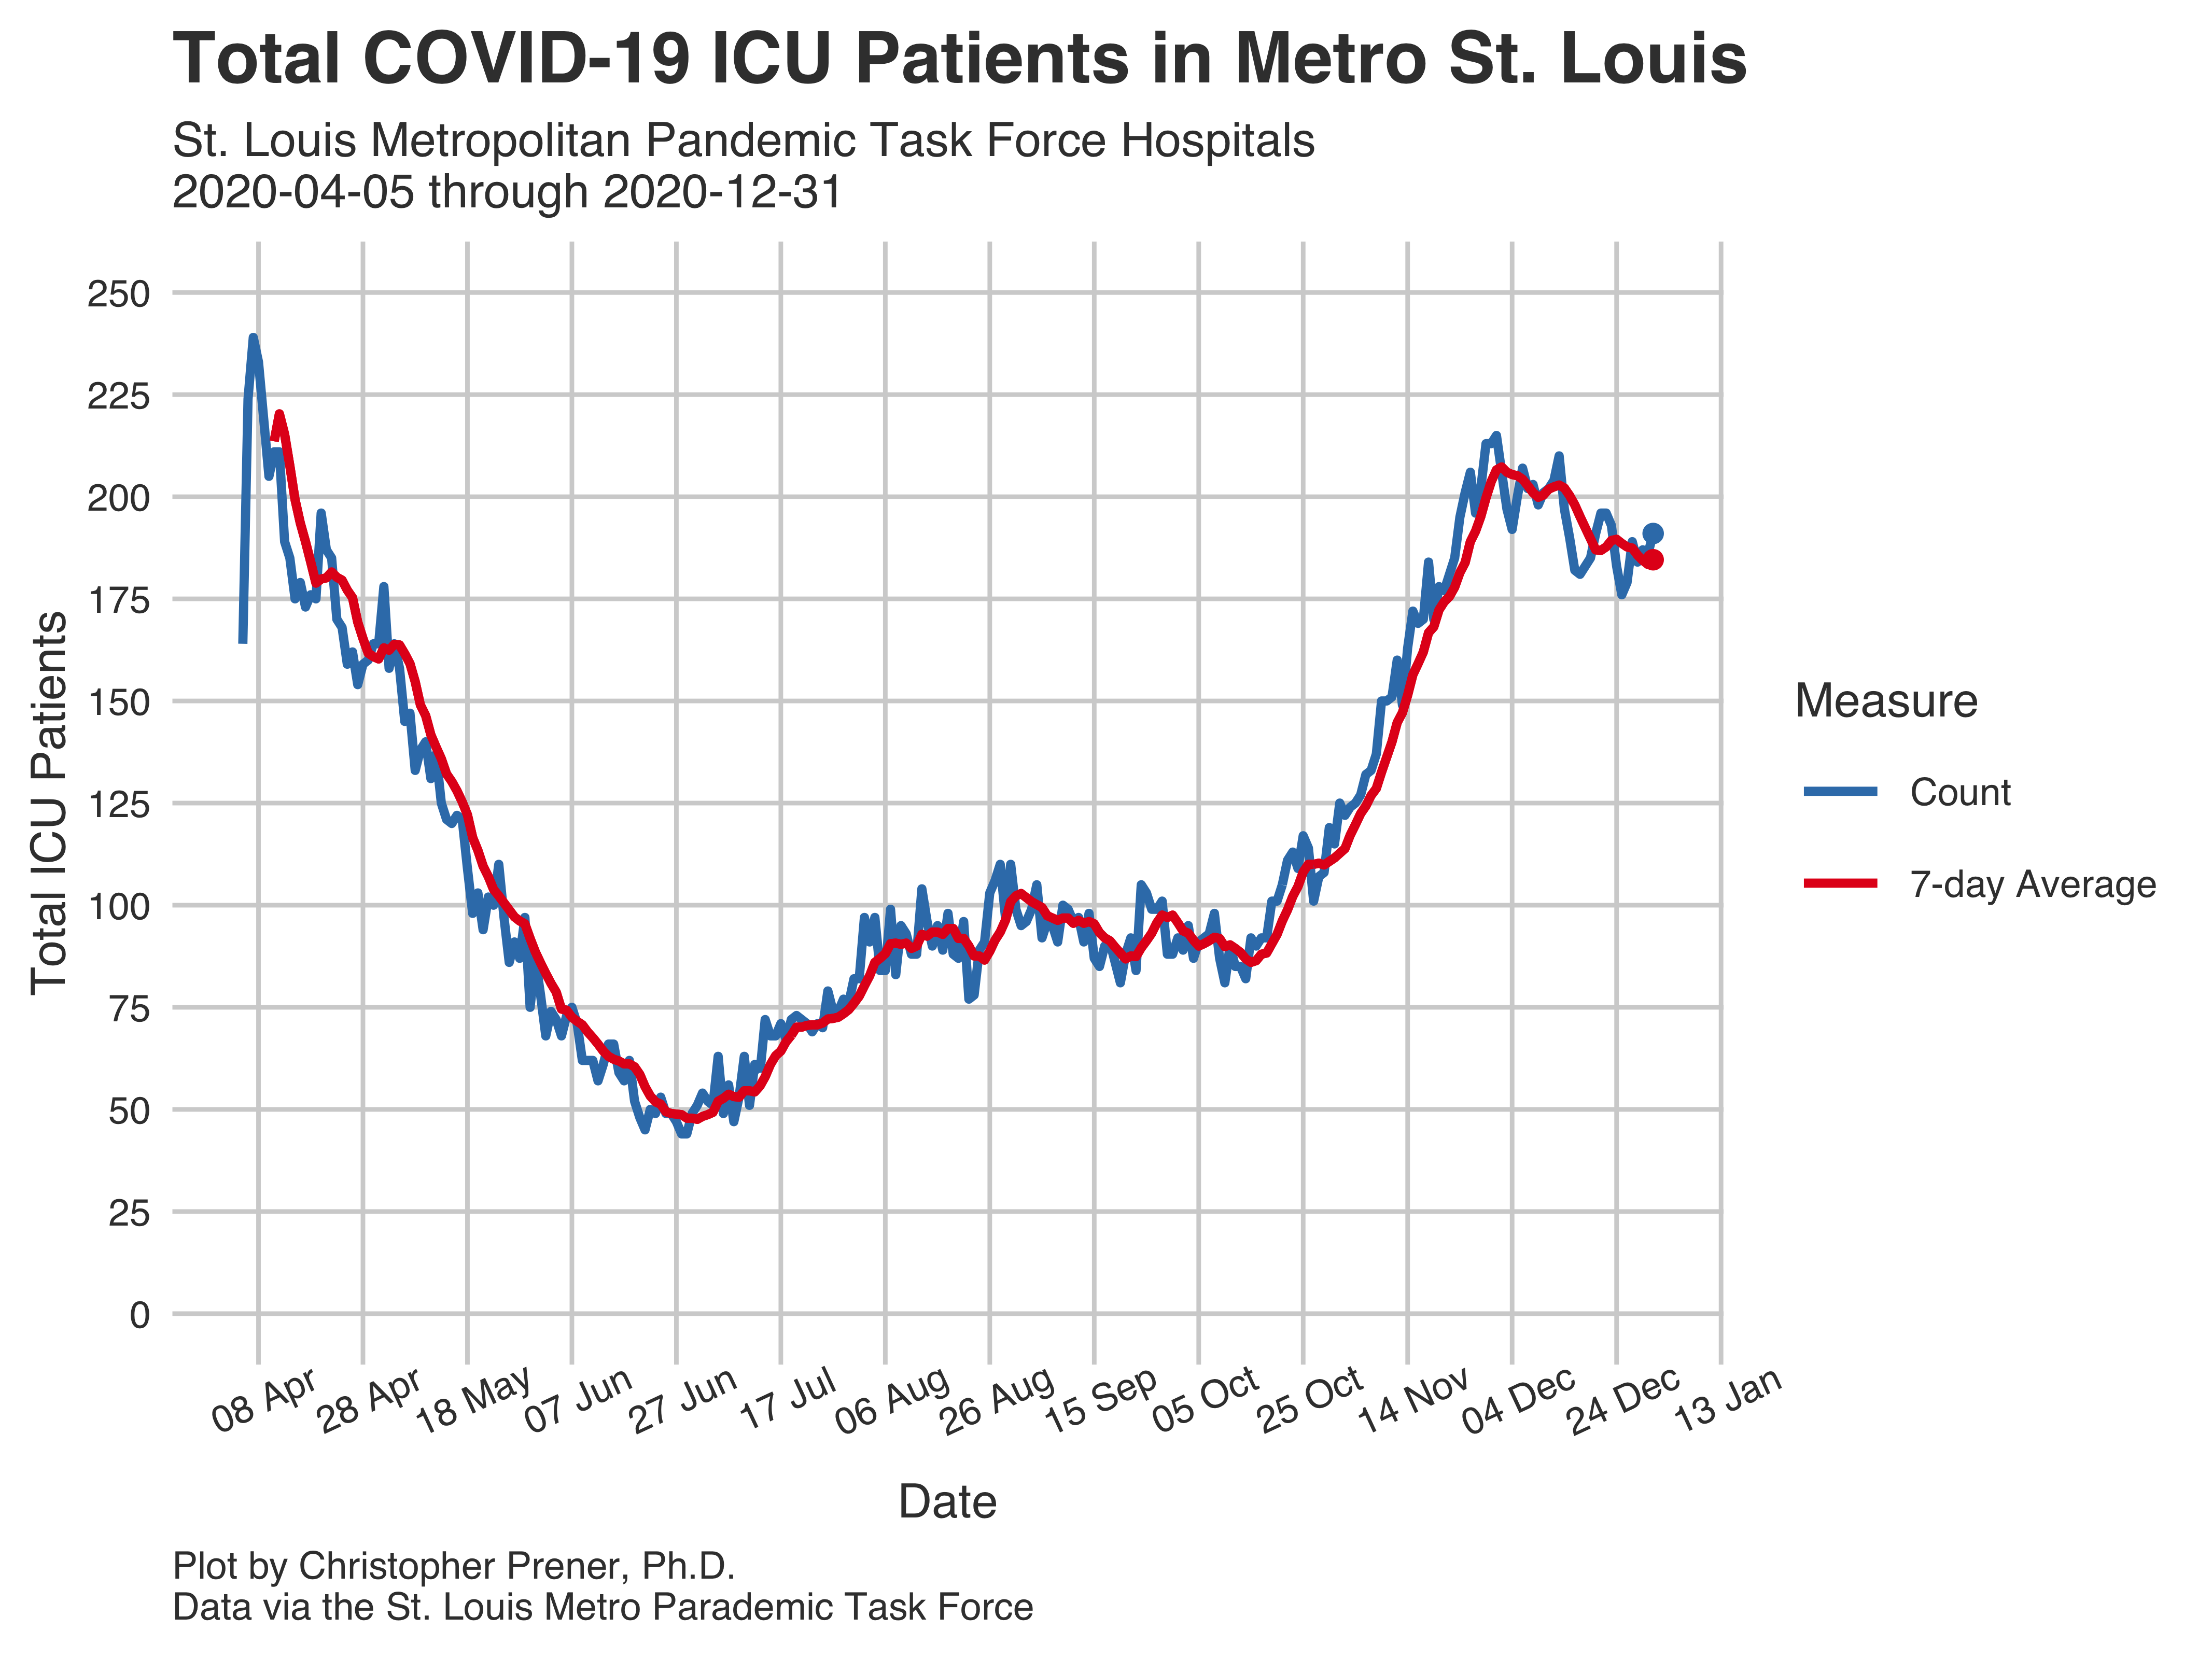 Total COVID-19 ICU Patients in Metro St. Louis
St. Louis Metropolitan Pandemic Task Force Hospitals
2020-04-05 through 2020-12-31
Total ICU Patients
250
225
200
175
150
125
100
75
50
25
0
08 Apr
28 Apr
18 May
07 Jun
27 Jun
17 Jul
06 Aug
26 Aug
15 Sep
05 Oct
25 Oct
14 Nov
04 Dec
24 Dec
13 Jan
Date
Measure
Count
7-day Average
Plot by Christopher Prener, Ph.D.
Data via the St. Louis Metro Parademic Task Force